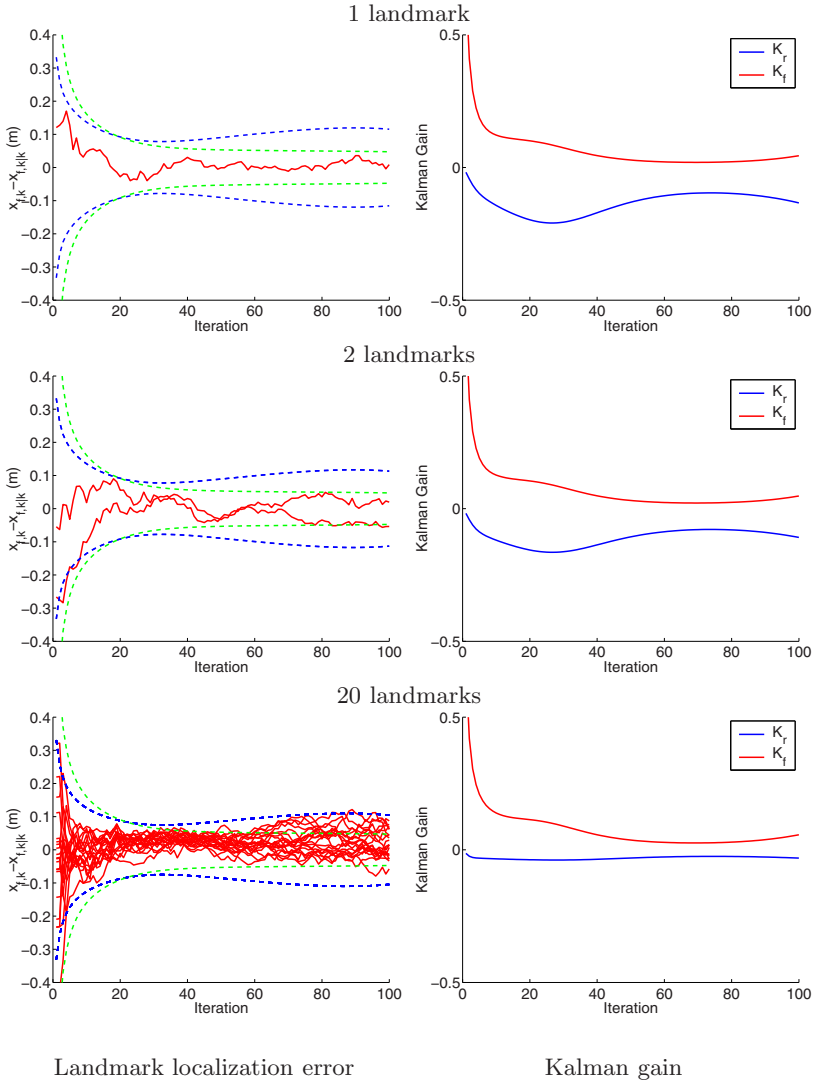 1 landmark
0.4
0.3
0.2
0.1
0
−0.1
−0.2
−0.3
−0.4
x_{f,k}−x_{f,k|k} (m)
0 20 40 60 80 100
Iteration
0.5
0
−0.5
Kalman Gain
K_r
K_f
0 20 40 60 80 100
Iteration
2 landmarks
0.4
0.3
0.2
0.1
0
−0.1
−0.2
−0.3
−0.4
x_{f,k}−x_{f,k|k} (m)
0 20 40 60 80 100
Iteration
0.5
0
−0.5
Kalman Gain
K_r
K_f
0 20 40 60 80 100
Iteration
20 landmarks
0.4
0.3
0.2
0.1
0
−0.1
−0.2
−0.3
−0.4
x_{f,k}−x_{f,k|k} (m)
0 20 40 60 80 100
Iteration
0.5
0
−0.5
Kalman Gain
K_r
K_f
0 20 40 60 80 100
Iteration
Landmark localization error
Kalman gain